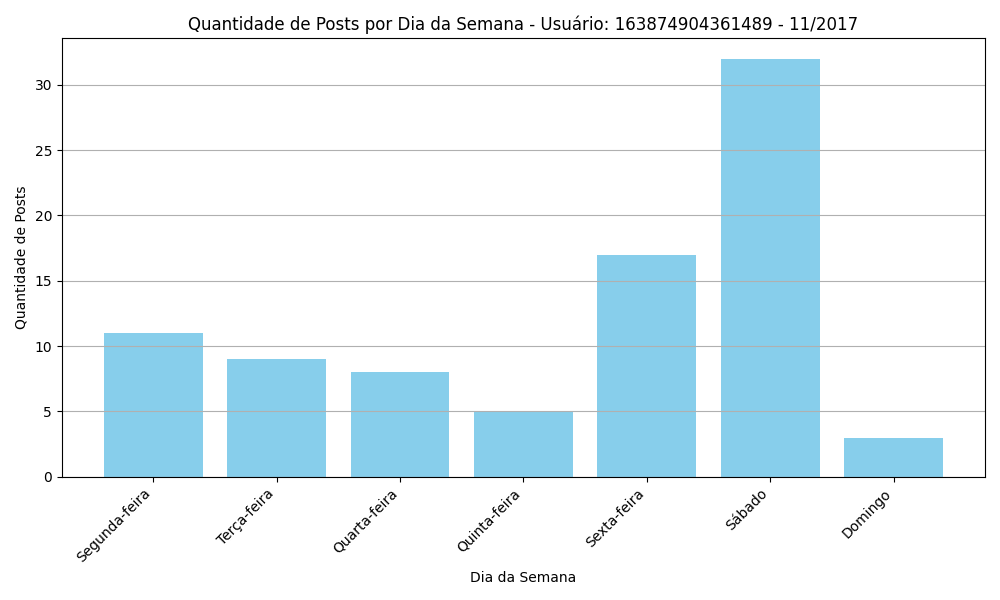 Quantidade de Posts por Dia da Semana - Usuário: 163874904361489 - 11/2017
Quantidade de Posts
30
25
20
15
10
5
0
Segunda-feira
Terça-feira
Quarta-feira
Quinta-feira
Sexta-feira
Sábado
Domingo
Dia da Semana